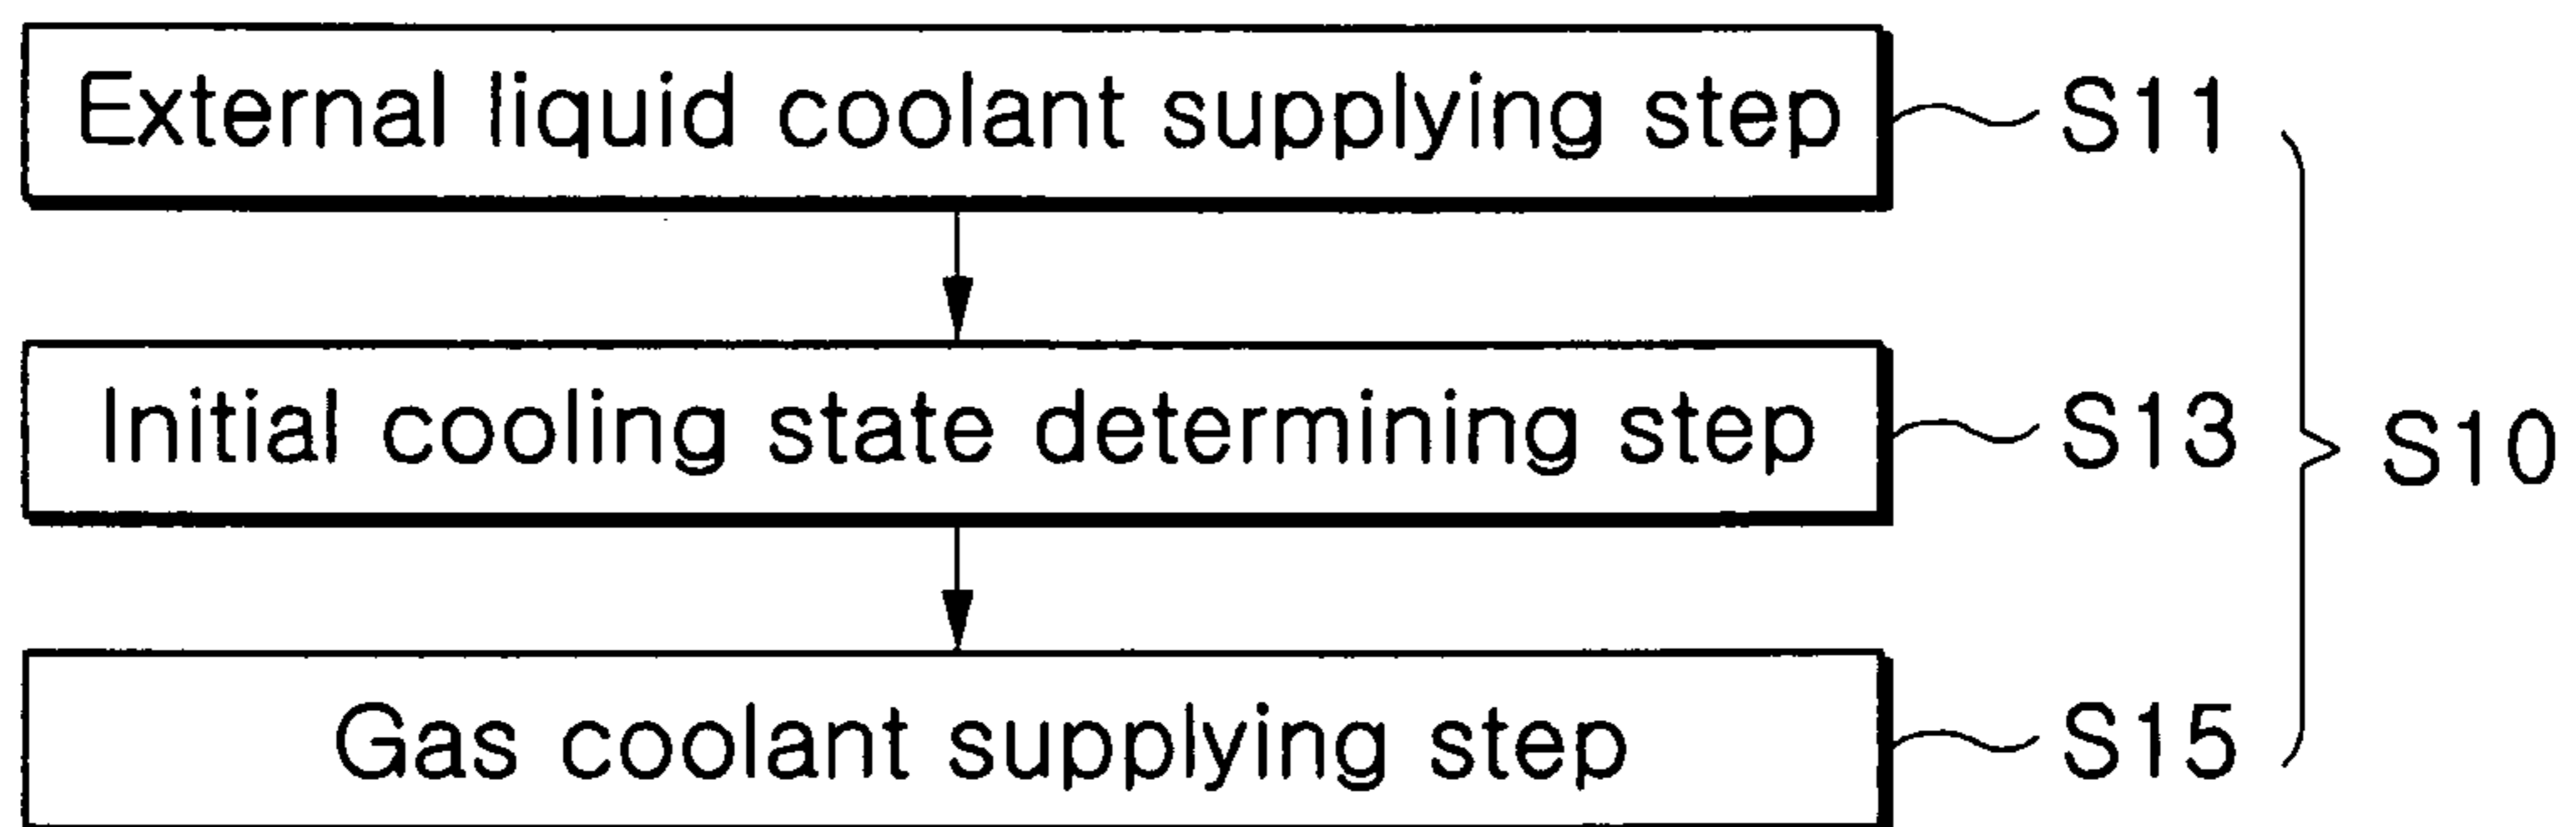 External liquid coolant supplying step S11
Initial cooling state determining step S13
S10
Gas coolant supplying step S15